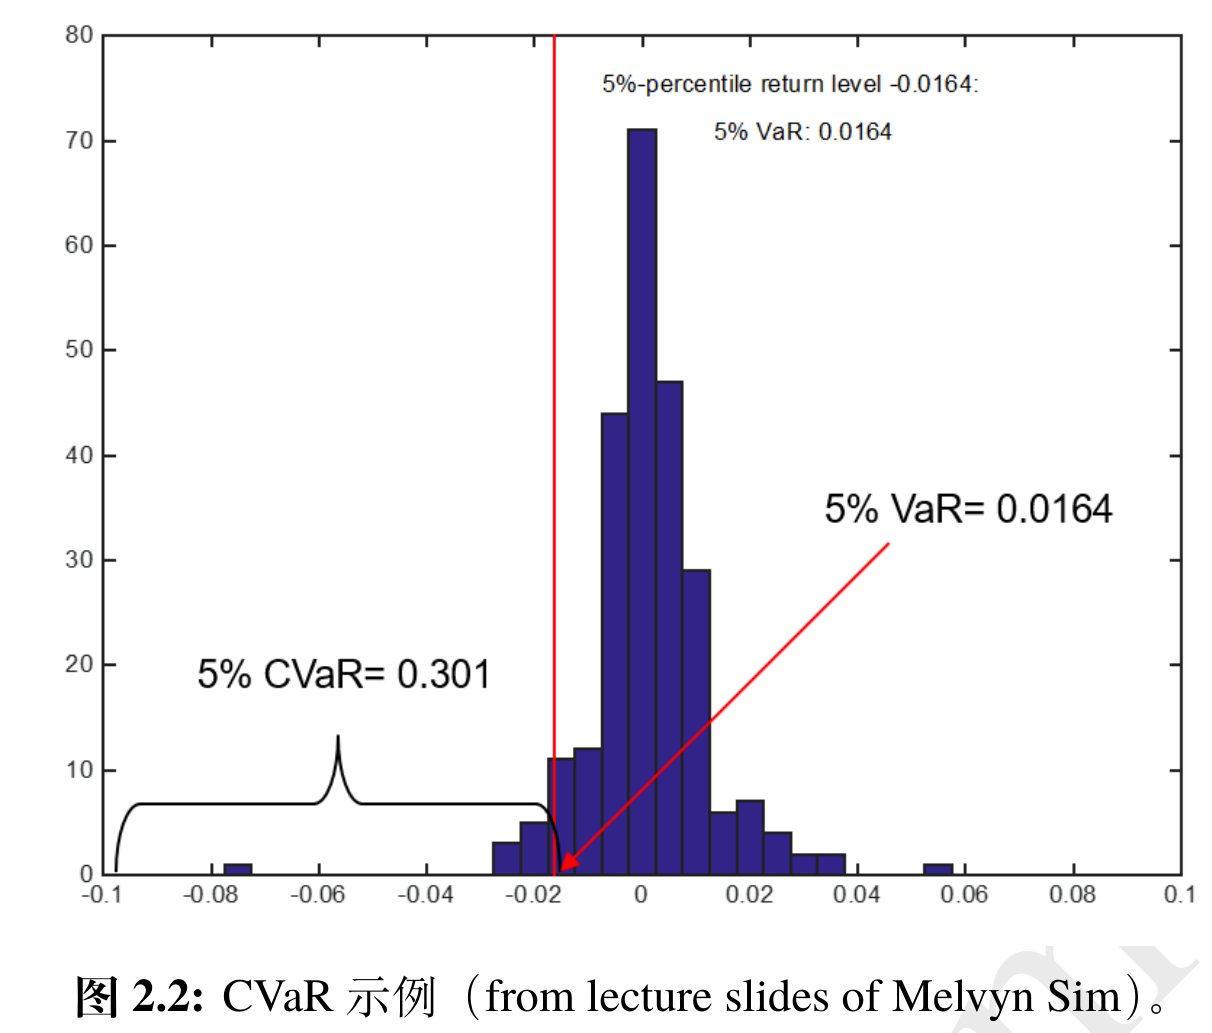 80
5%-percentile return level -0.0164:
5% VaR: 0.0164
70
60
50
40
5% VaR= 0.0164
30
20
5% CVaR= 0.301
10
0
-0.1 -0.08 -0.06 -0.04 -0.02 0 0.02 0.04 0.06 0.08 0.1
图 2.2: CVaR 示例（from lecture slides of Melvyn Sim）。